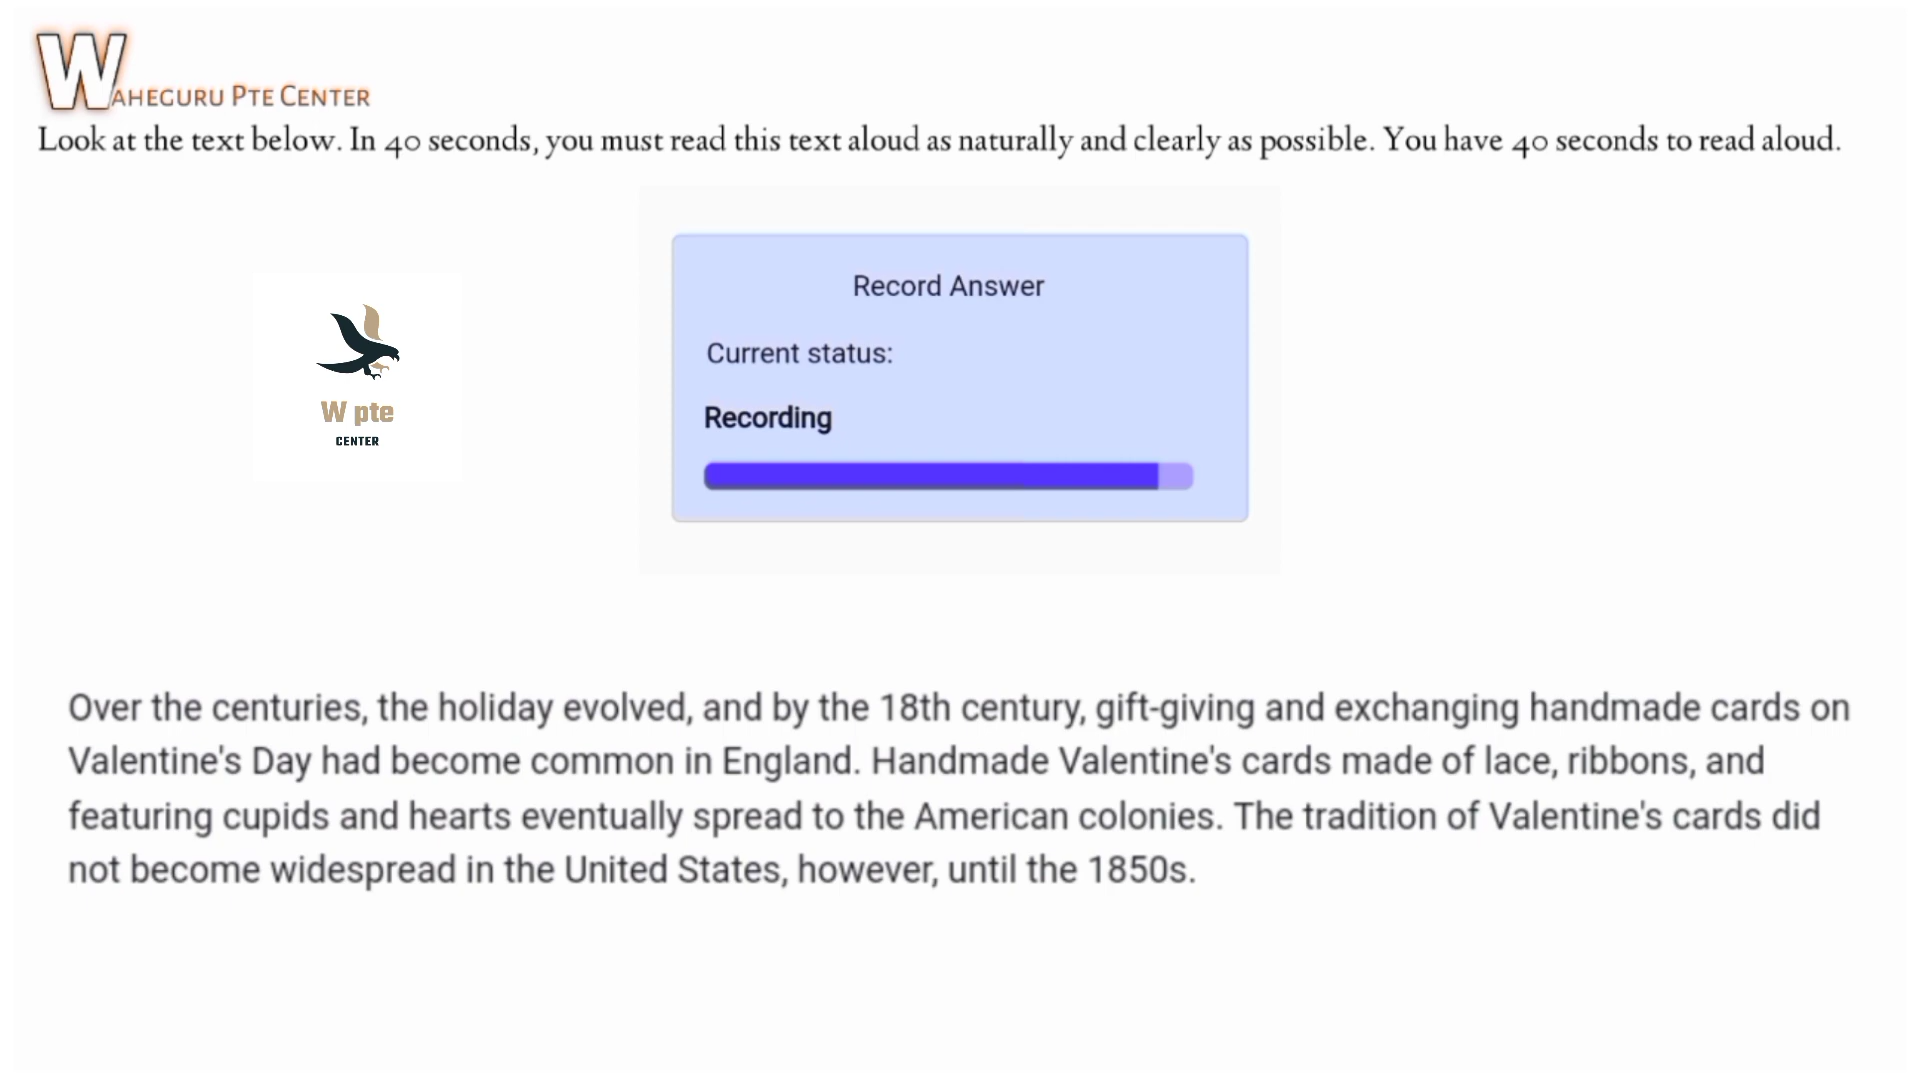 WAHEGURU PTE CENTER
Look at the text below. In 40 seconds, you must read this text aloud as naturally and clearly as possible. You have 40 seconds to read aloud.
Record Answer
Current status:
Recording
W pte
CENTER
Over the centuries, the holiday evolved, and by the 18th century, gift-giving and exchanging handmade cards on
Valentine's Day had become common in England. Handmade Valentine's cards made of lace, ribbons, and
featuring cupids and hearts eventually spread to the American colonies. The tradition of Valentine's cards did
not become widespread in the United States, however, until the 1850s.